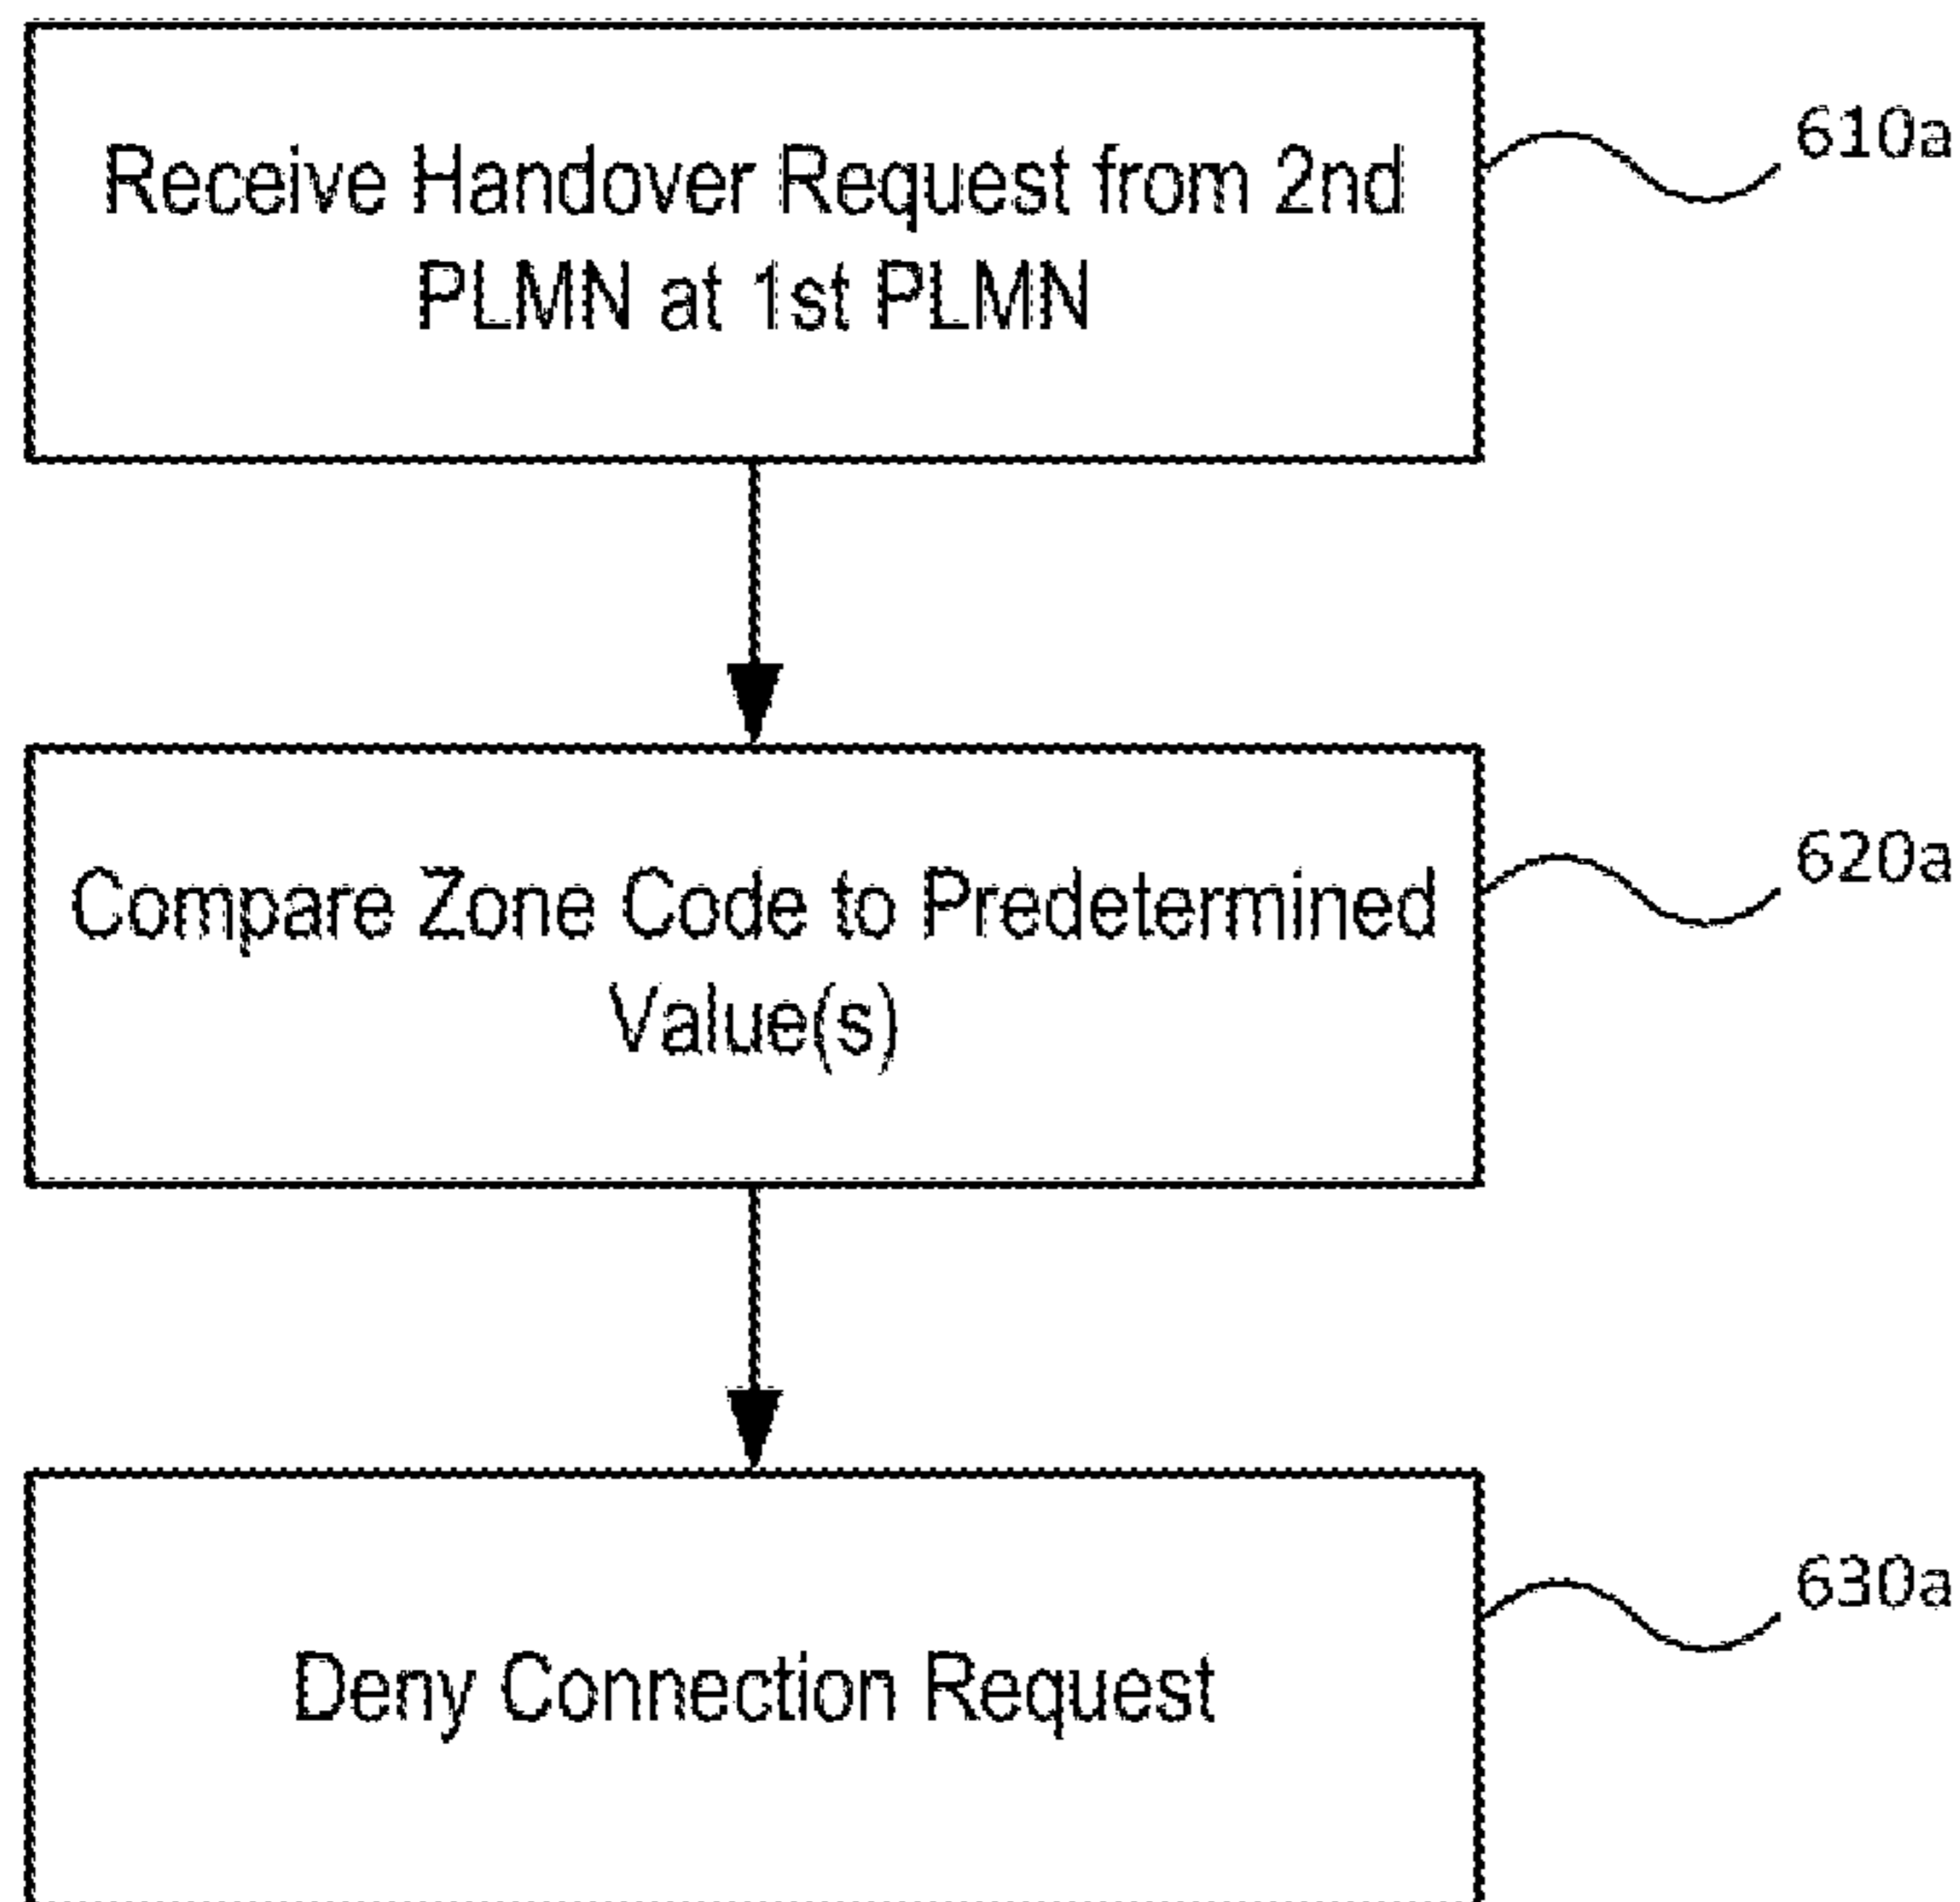 Receive Handover Request from 2nd
PLMN at 1st PLMN
610a
Compare Zone Code to Predetermined
Value(s)
620a
Deny Connection Request
630a